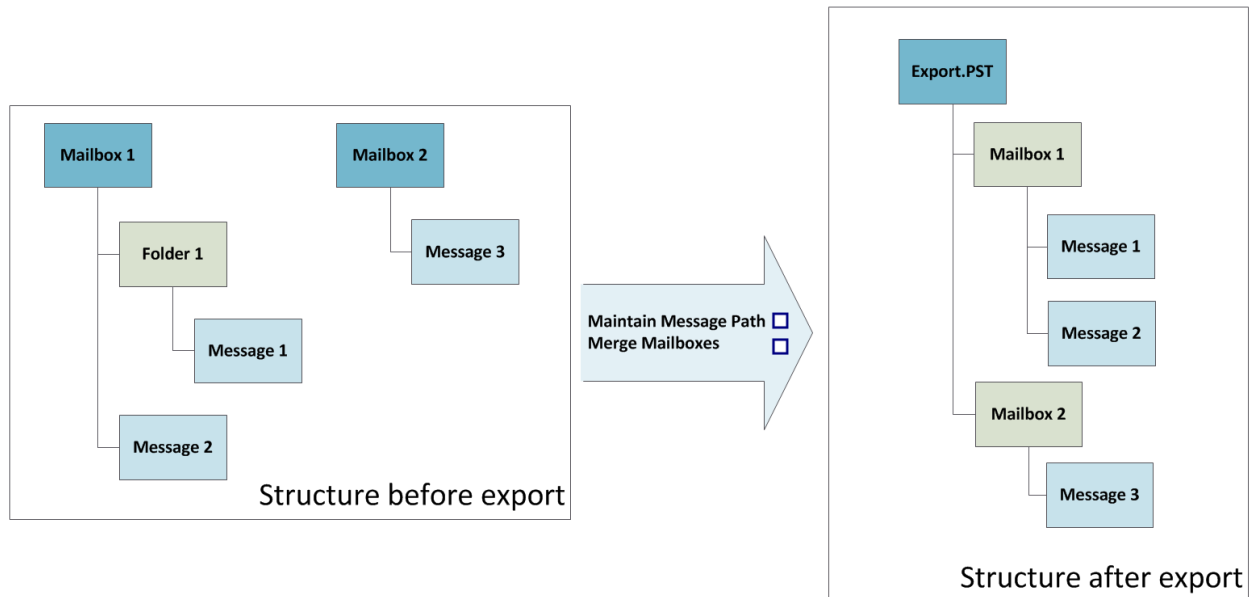 Mailbox 1
Mailbox 2
Folder 1
Message 3
Message 1
Message 2
Structure before export
Maintain Message Path
Merge Mailboxes
Export.PST
Mailbox 1
Message 1
Message 2
Mailbox 2
Message 3
Structure after export